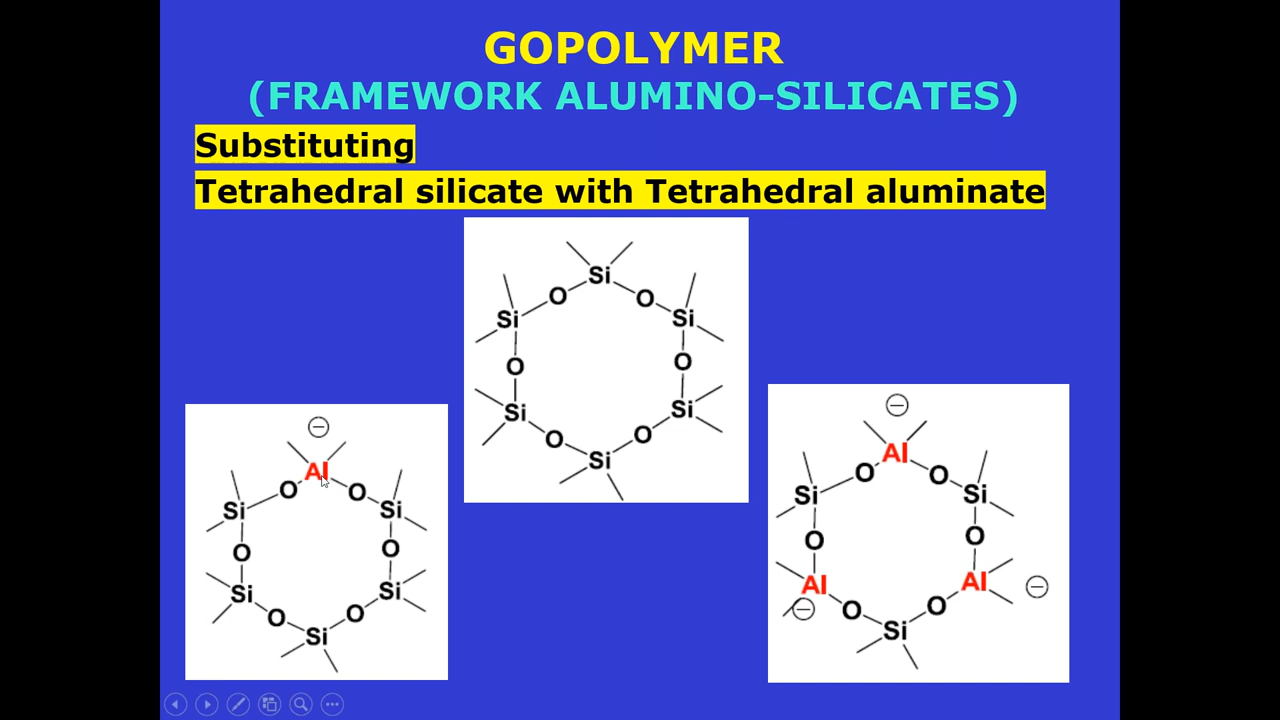 GOPOLYMER
(FRAMEWORK ALUMINO-SILICATES)
Substituting
Tetrahedral silicate with Tetrahedral aluminate
Si
O O
Si Si
O O
Si Si
O O
Si
Al
O O
Si Si
O O
Si Si
O O
Si
Al
O O
Si Si
O O
Al Al
O O
Si